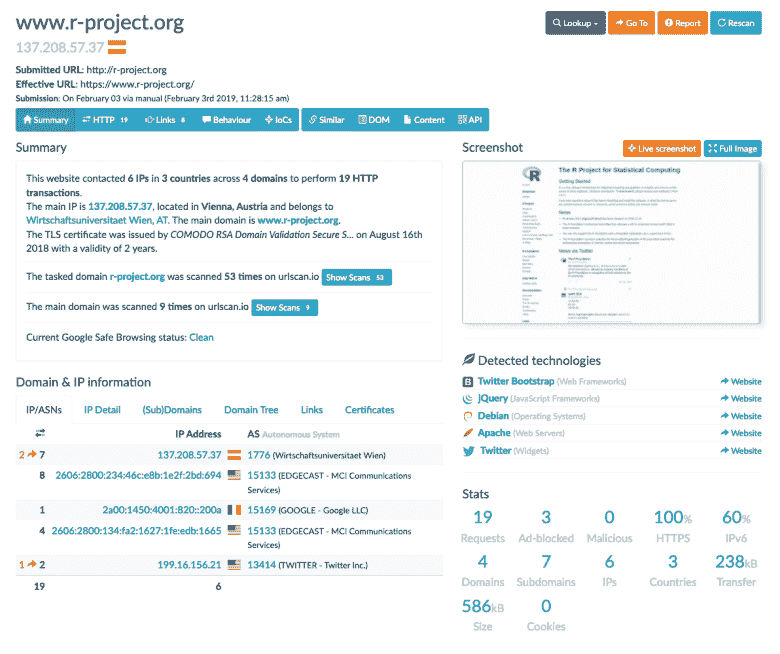 www.r-project.org
137.208.57.37
Lookup
Go To
Report
Rescan
Submitted URL: http://r-project.org
Effective URL: https://www.r-project.org/
Submission: On February 03 via manual (February 3rd 2019, 11:28:15 am)
Summary
HTTP 19
Links 8
Behaviour
IoCs
Similar
DOM
Content
API
Summary
This website contacted 6 IPs in 3 countries across 4 domains to perform 19 HTTP
transactions.
The main IP is 137.208.57.37, located in Vienna, Austria and belongs to
Wirtschaftsuniversitaet Wien, AT. The main domain is www.r-project.org.
The TLS certificate was issued by COMODO RSA Domain Validation Secure S... on August 16th
2018 with a validity of 2 years.
The tasked domain r-project.org was scanned 53 times on urlscan.io Show Scans 53
The main domain was scanned 9 times on urlscan.io Show Scans 9
Current Google Safe Browsing status: Clean
Screenshot
Live screenshot
Full Image
The R Project for Statistical Computing
Getting Started
News
News via Twitter
Domain & IP information
IP/ASNs
IP Detail
(Sub)Domains
Domain Tree
Links
Certificates
IP Address
AS Autonomous System
2 7 137.208.57.37 1776 (Wirtschaftsuniversitaet Wien)
8 2606:2800:234:46c:e8b:1e2f:2bd:694 15133 (EDGECAST - MCI Communications
Services)
1 2a00:1450:4001:820::200a 15169 (GOOGLE - Google LLC)
4 2606:2800:134:fa2:1627:1fe:edb:1665 15133 (EDGECAST - MCI Communications
Services)
1 2 199.16.156.21 13414 (TWITTER - Twitter Inc.)
19 6
Detected technologies
Twitter Bootstrap (Web Frameworks) Website
jQuery (JavaScript Frameworks) Website
Debian (Operating Systems) Website
Apache (Web Servers) Website
Twitter (Widgets) Website
Stats
19 3 0 100% 60%
Requests Ad-blocked Malicious HTTPS IPv6
4 7 6 3 238kB
Domains Subdomains IPs Countries Transfer
586kB 0
Size Cookies